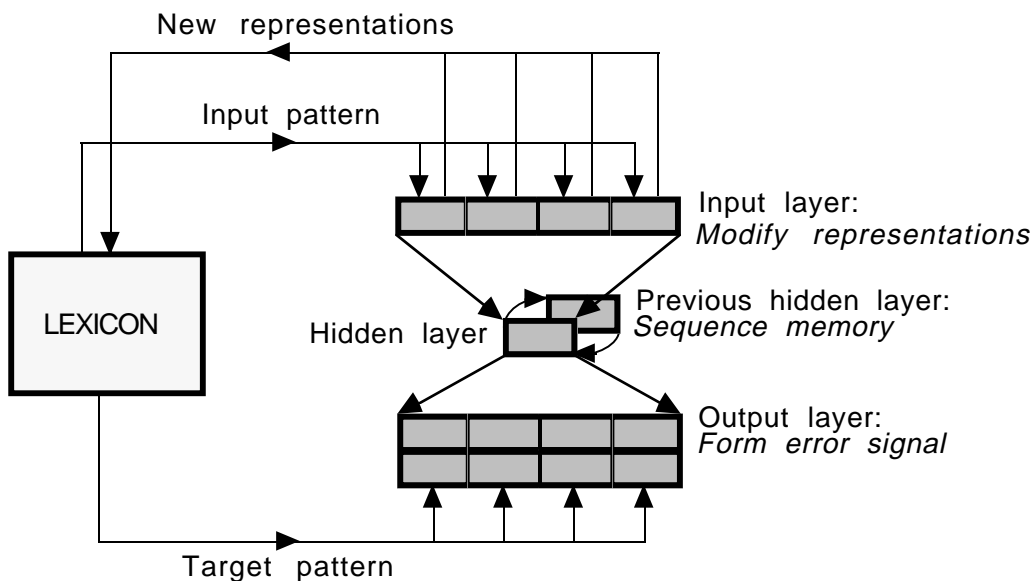 New representations
Input pattern
Input layer:
Modify representations
LEXICON
Hidden layer
Previous hidden layer:
Sequence memory
Output layer:
Form error signal
Target pattern